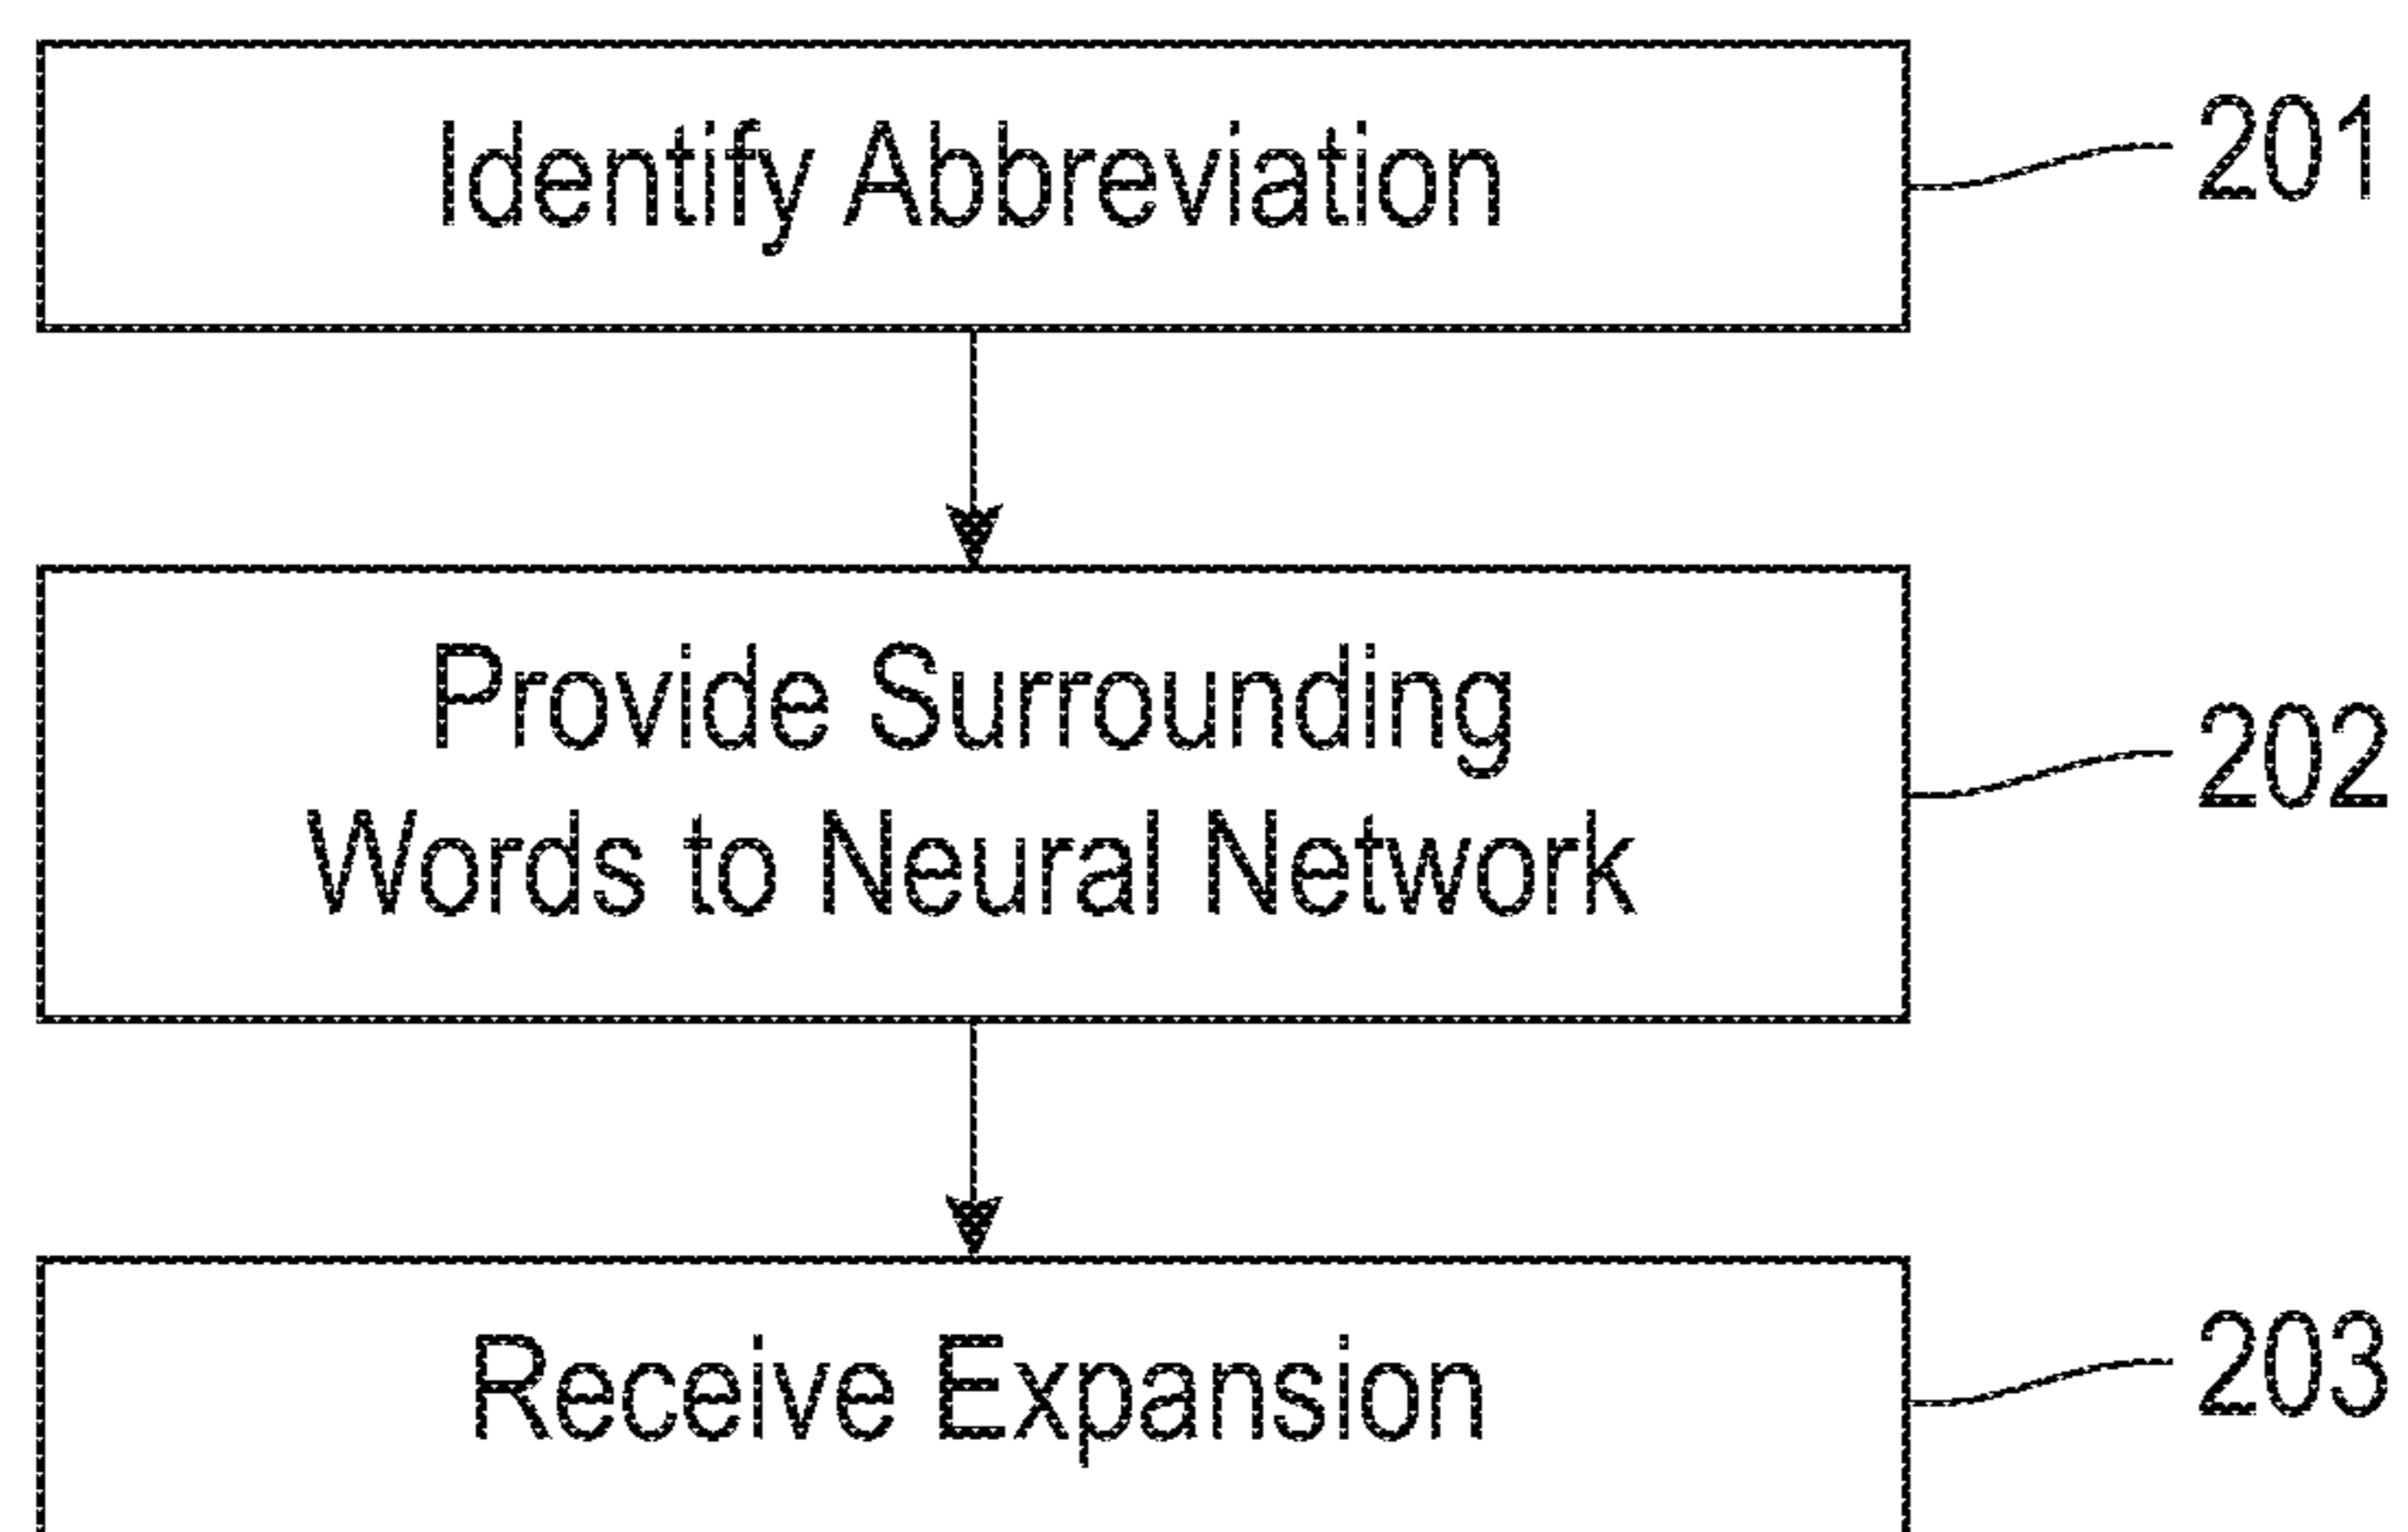 Identify Abbreviation
201
Provide Surrounding
Words to Neural Network
202
Receive Expansion
203